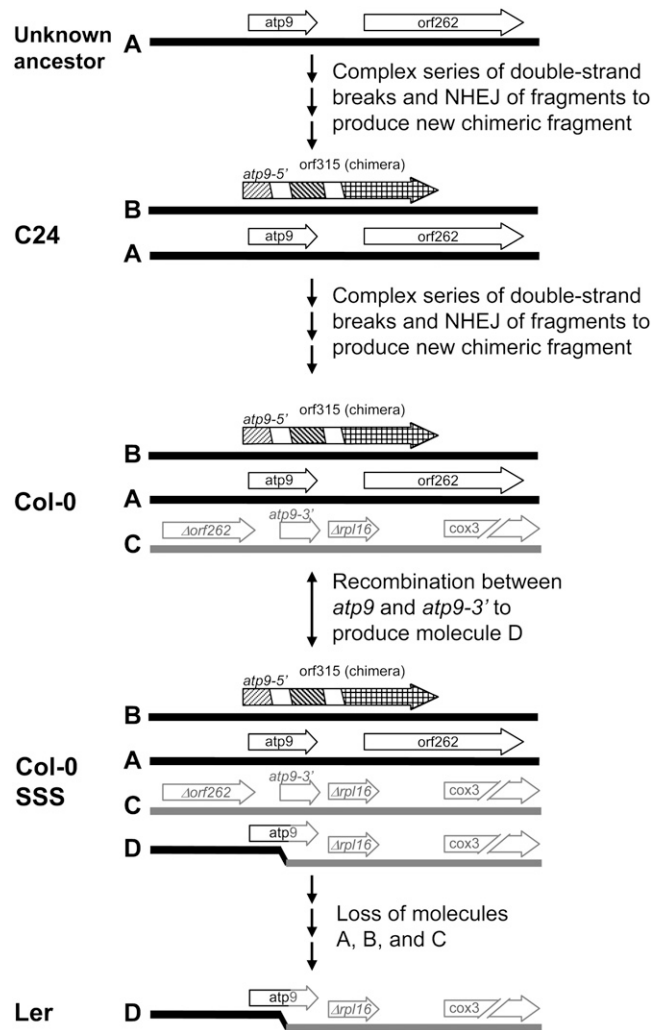 atp9 orf262
Unknown
ancestor
A
Complex series of double-strand
breaks and NHEJ of fragments to
produce new chimeric fragment
orf315 (chimera)
atp9-5’
B
C24
atp9 orf262
A
Complex series of double-strand
breaks and NHEJ of fragments to
produce new chimeric fragment
orf315 (chimera)
atp9-5’
B
atp9 orf262
Col-0
A
atp9-3’
Δorf262 Δrpl16 cox3
C
Recombination between
atp9 and atp9-3’ to
produce molecule D
orf315 (chimera)
atp9-5’
B
atp9 orf262
A
Col-0
SSS
atp9-3’
Δorf262 Δrpl16 cox3
C
atp9 Δrpl16 cox3
D
Loss of molecules
A, B, and C
atp9 Δrpl16 cox3
Ler D